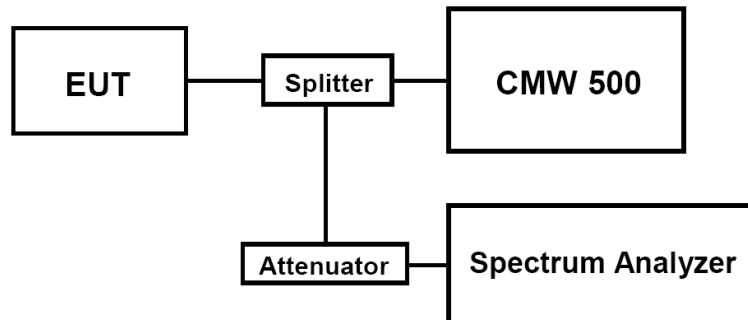 EUT
Splitter
CMW 500
Attenuator
Spectrum Analyzer